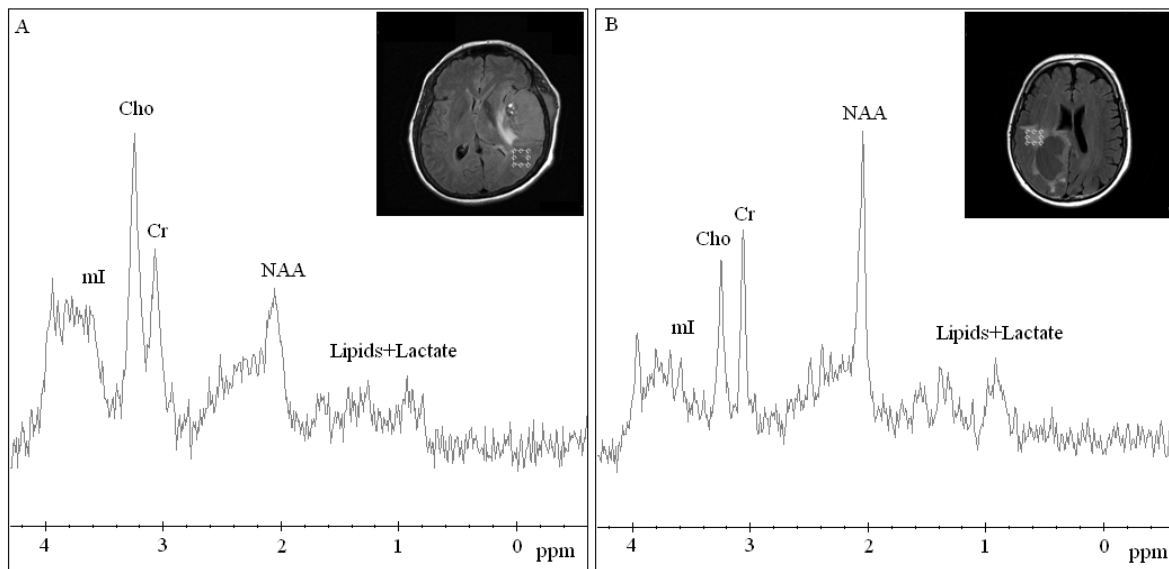 A
Cho
Cr
mI
NAA
Lipids+Lactate
4 3 2 1 0 ppm
B
NAA
Cr
Cho
mI
Lipids+Lactate
4 3 2 1 0 ppm